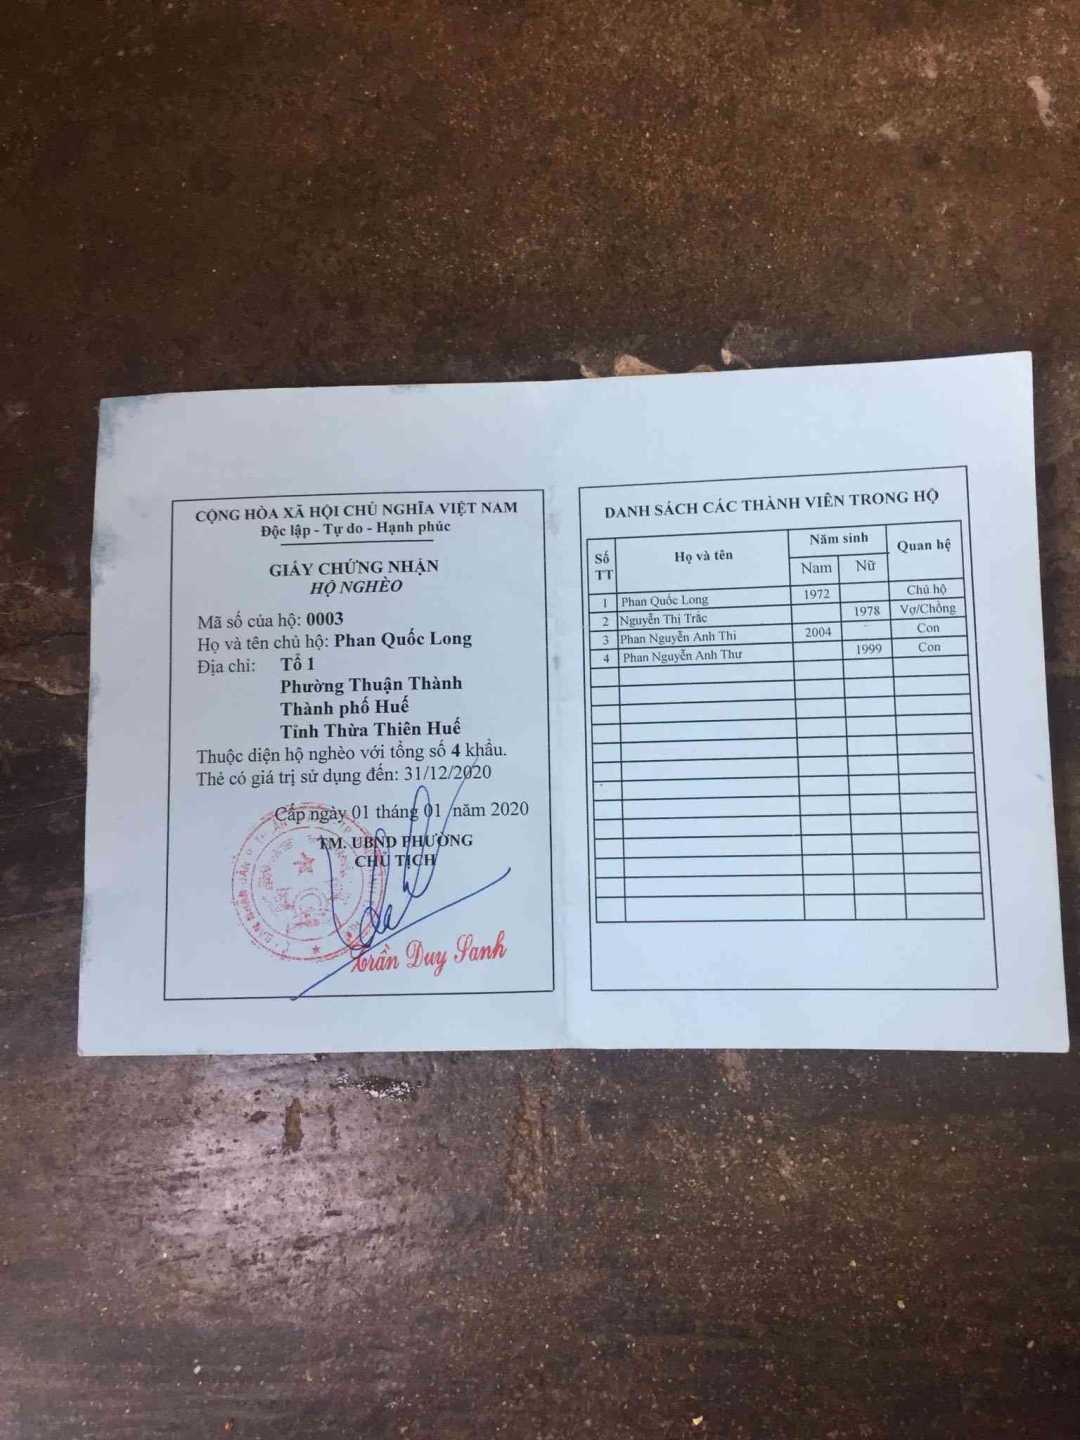 CỘNG HÒA XÃ HỘI CHỦ NGHĨA VIỆT NAM
Độc lập - Tự do - Hạnh phúc
GIẤY CHỨNG NHẬN
HỘ NGHÈO
Mã số của hộ: 0003
Họ và tên chủ hộ: Phan Quốc Long
Địa chỉ: Tổ 1
Phường Thuận Thành
Thành phố Huế
Tỉnh Thừa Thiên Huế
Thuộc diện hộ nghèo với tổng số 4 khẩu.
Thẻ có giá trị sử dụng đến: 31/12/2020
Cấp ngày 01 tháng 01 năm 2020
TM. UBND PHƯỜNG
CHỦ TỊCH
Trần Duy Sanh
DANH SÁCH CÁC THÀNH VIÊN TRONG HỘ
Số TT Họ và tên Năm sinh Quan hệ
Nam Nữ
1 Phan Quốc Long 1972 Chủ hộ
2 Nguyễn Thị Trắc 1978 Vợ/Chồng
3 Phan Nguyễn Anh Thi 2004 Con
4 Phan Nguyễn Anh Thư 1999 Con